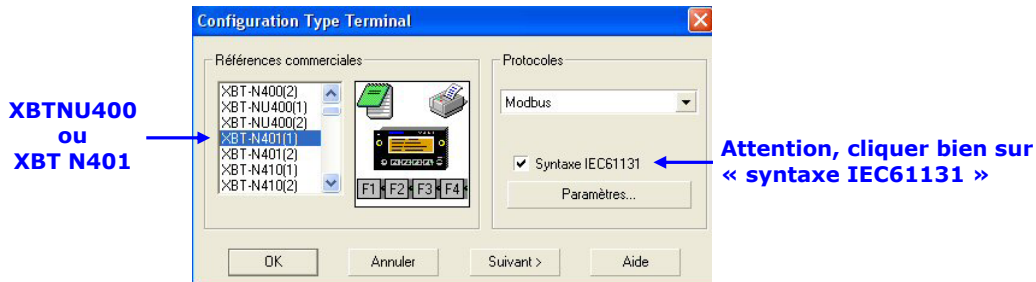 Configuration Type Terminal
Références commerciales
XBT-N400(2)
XBT-NU400(1)
XBT-NU400(2)
XBT-N401(1)
XBT-N401(2)
XBT-N410(1)
XBT-N410(2)
F1 F2 F3 F4
Protocoles
Modbus
Syntaxe IEC61131
Paramètres...
OK Annuler Suivant > Aide
XBTNU400
ou
XBT N401
Attention, cliquer bien sur
« syntaxe IEC61131 »